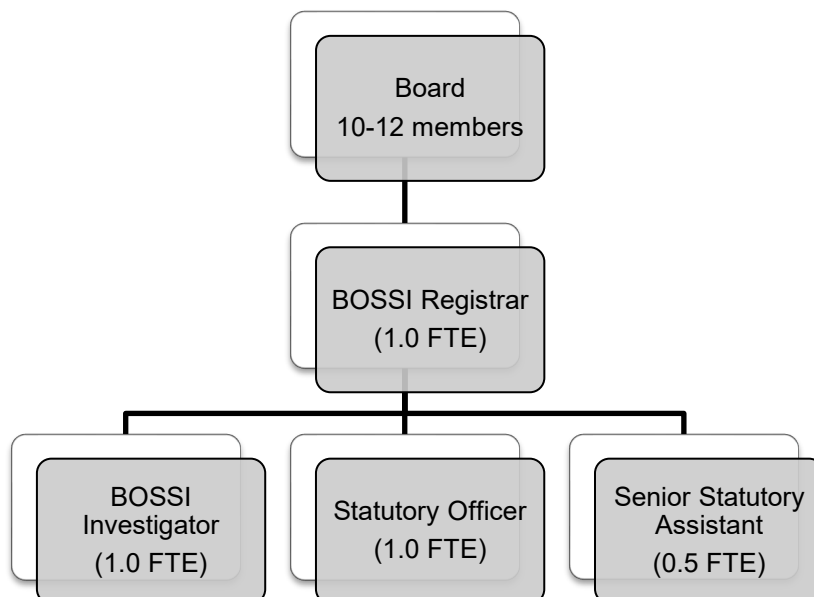 Board
10-12 members
BOSSI Registrar
(1.0 FTE)
BOSSI
Investigator
(1.0 FTE)
Statutory Officer
(1.0 FTE)
Senior Statutory
Assistant
(0.5 FTE)